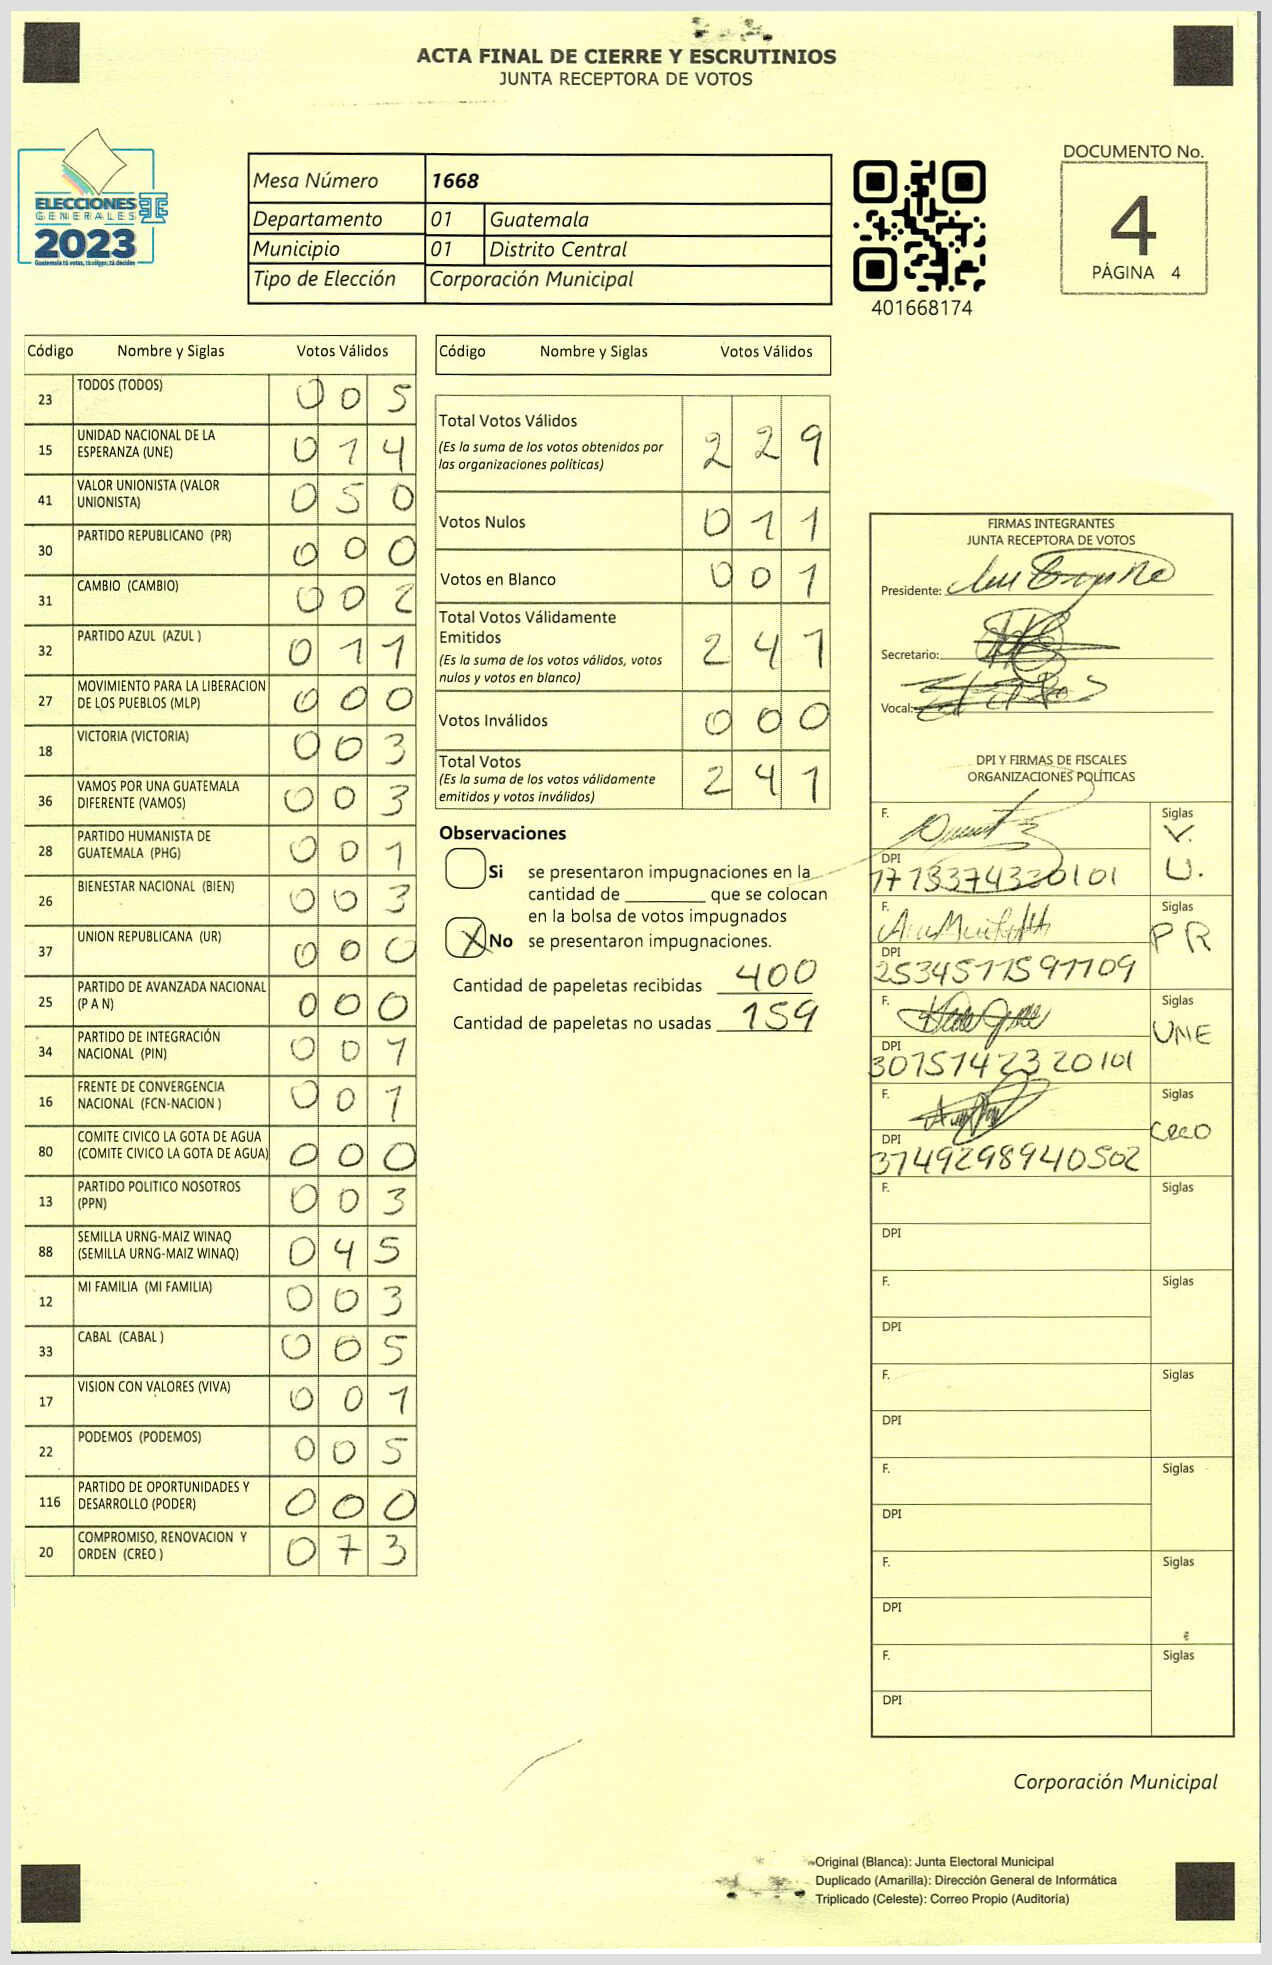 ACTA FINAL DE CIERRE Y ESCRUTINIOS
JUNTA RECEPTORA DE VOTOS
ELECCIONES
GENERALES
2023
Guatemala tú votas, tú eliges, tú decides
Mesa Número 1668
Departamento 01 Guatemala
Municipio 01 Distrito Central
Tipo de Elección Corporación Municipal
401668174
DOCUMENTO No.
4
PÁGINA 4
Código Nombre y Siglas Votos Válidos
23 TODOS (TODOS) 0 0 5
15 UNIDAD NACIONAL DE LA
ESPERANZA (UNE) 0 1 4
41 VALOR UNIONISTA (VALOR
UNIONISTA) 0 5 0
30 PARTIDO REPUBLICANO (PR) 0 0 0
31 CAMBIO (CAMBIO) 0 0 2
32 PARTIDO AZUL (AZUL ) 0 1 1
27 MOVIMIENTO PARA LA LIBERACION
DE LOS PUEBLOS (MLP) 0 0 0
18 VICTORIA (VICTORIA) 0 0 3
36 VAMOS POR UNA GUATEMALA
DIFERENTE (VAMOS) 0 0 3
28 PARTIDO HUMANISTA DE
GUATEMALA (PHG) 0 0 1
26 BIENESTAR NACIONAL (BIEN) 0 0 3
37 UNION REPUBLICANA (UR) 0 0 0
25 PARTIDO DE AVANZADA NACIONAL
(P A N) 0 0 0
34 PARTIDO DE INTEGRACIÓN
NACIONAL (PIN) 0 0 1
16 FRENTE DE CONVERGENCIA
NACIONAL (FCN-NACION ) 0 0 1
80 COMITE CIVICO LA GOTA DE AGUA
(COMITE CIVICO LA GOTA DE AGUA) 0 0 0
13 PARTIDO POLITICO NOSOTROS
(PPN) 0 0 3
88 SEMILLA URNG-MAIZ WINAQ
(SEMILLA URNG-MAIZ WINAQ) 0 4 5
12 MI FAMILIA (MI FAMILIA) 0 0 3
33 CABAL (CABAL ) 0 0 5
17 VISION CON VALORES (VIVA) 0 0 1
22 PODEMOS (PODEMOS) 0 0 5
116 PARTIDO DE OPORTUNIDADES Y
DESARROLLO (PODER) 0 0 0
20 COMPROMISO, RENOVACION Y
ORDEN (CREO ) 0 7 3
Código Nombre y Siglas Votos Válidos
Total Votos Válidos 2 2 9
(Es la suma de los votos obtenidos por
las organizaciones políticas)
Votos Nulos 0 1 1
Votos en Blanco 0 0 1
Total Votos Válidamente
Emitidos 2 4 1
(Es la suma de los votos válidos, votos
nulos y votos en blanco)
Votos Inválidos 0 0 0
Total Votos 2 4 1
(Es la suma de los votos válidamente
emitidos y votos inválidos)
Observaciones
Si se presentaron impugnaciones en la
cantidad de ________ que se colocan
en la bolsa de votos impugnados
X No se presentaron impugnaciones.
Cantidad de papeletas recibidas 400
Cantidad de papeletas no usadas 159
FIRMAS INTEGRANTES
JUNTA RECEPTORA DE VOTOS
Presidente:
Secretario:
Vocal:
DPI Y FIRMAS DE FISCALES
ORGANIZACIONES POLÍTICAS
F. Siglas
V.
U.
DPI
1773374330101
F. Siglas
PR
DPI
2534511591109
F. Siglas
UNE
DPI
3075142320101
F. Siglas
CREO
DPI
3749298940502
F. Siglas
DPI
F. Siglas
DPI
F. Siglas
DPI
F. Siglas
DPI
F. Siglas
DPI
F. Siglas
DPI
Corporación Municipal
Original (Blanca): Junta Electoral Municipal
Duplicado (Amarilla): Dirección General de Informática
Triplicado (Celeste): Correo Propio (Auditoría)